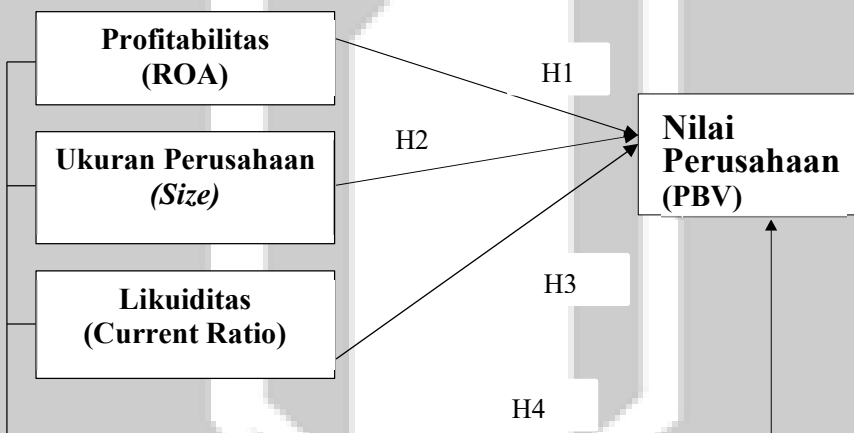 Profitabilitas
(ROA)
H1
Nilai
Perusahaan
(PBV)
H2
Ukuran Perusahaan
(Size)
Likuiditas
(Current Ratio)
H3
H4